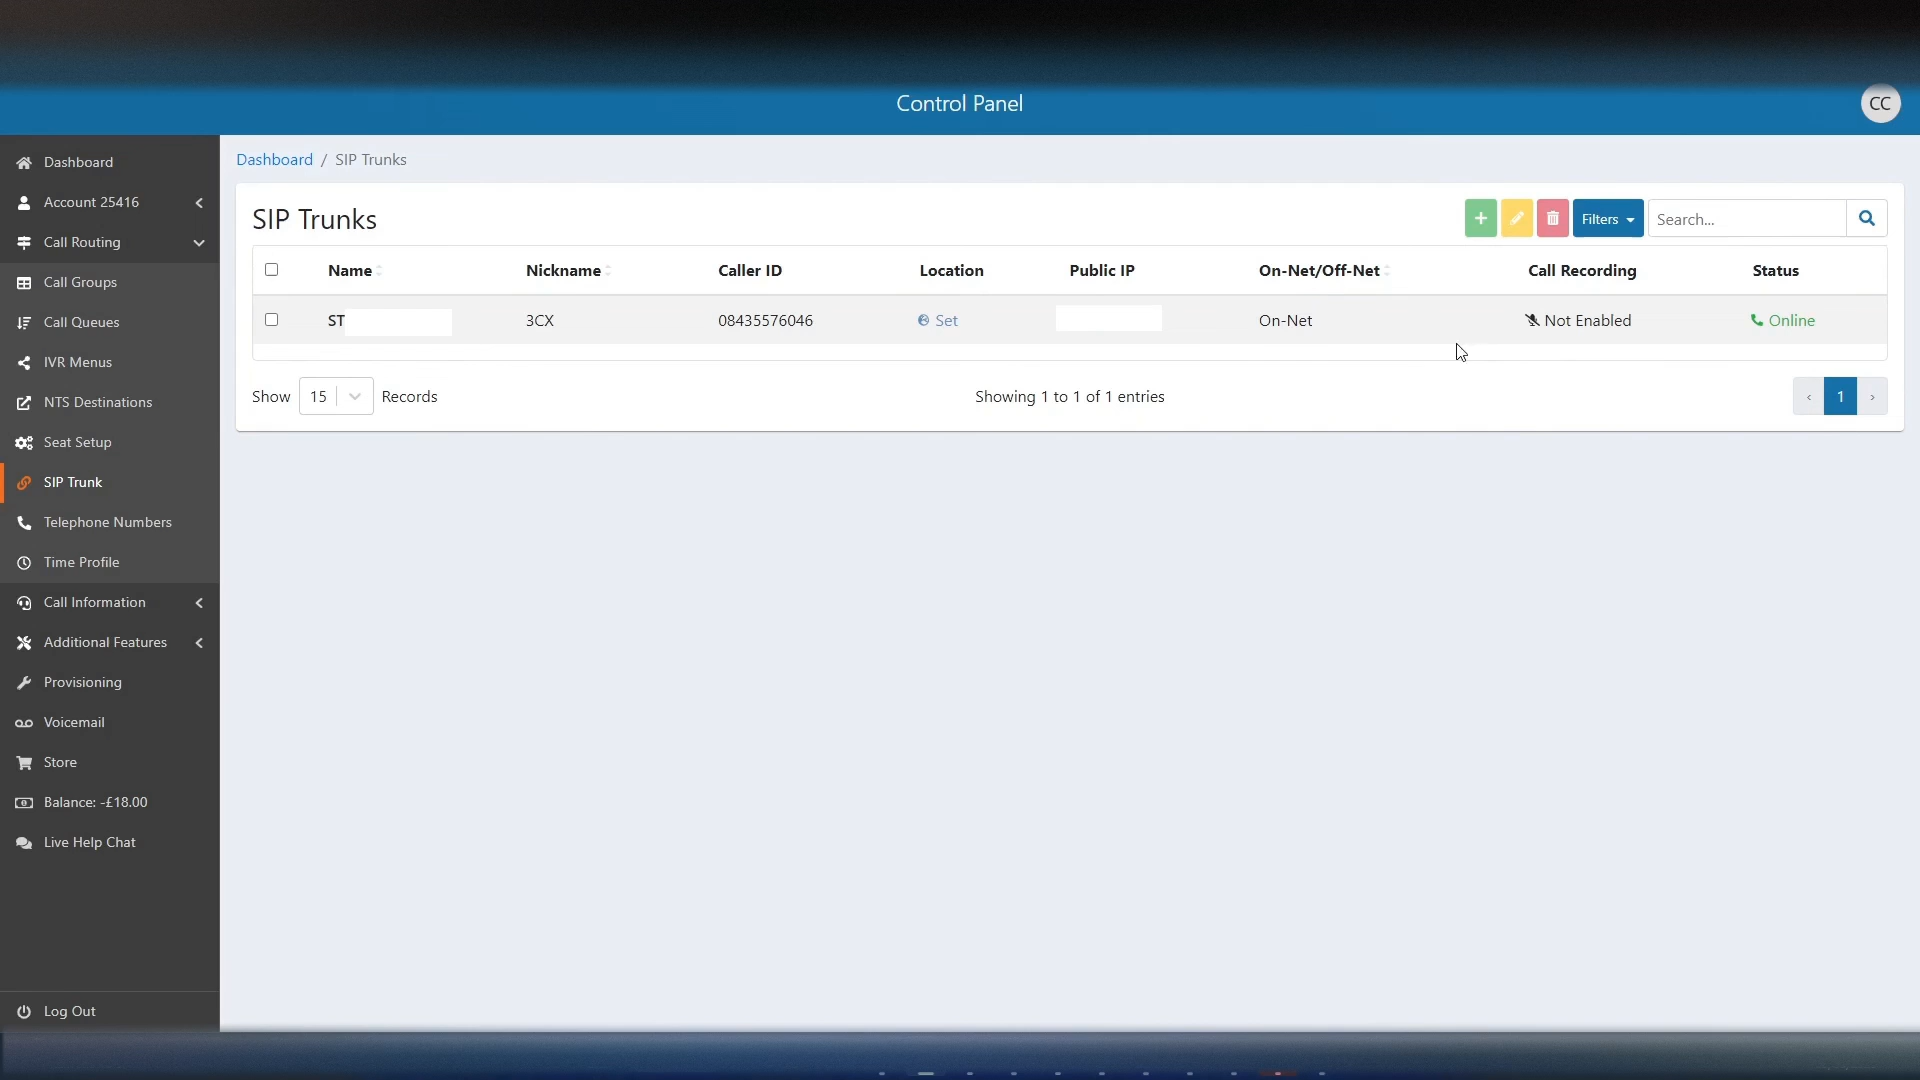 Control Panel
CC
Dashboard
Account 25416
Call Routing
Call Groups
Call Queues
IVR Menus
NTS Destinations
Seat Setup
SIP Trunk
Telephone Numbers
Time Profile
Call Information
Additional Features
Provisioning
Voicemail
Store
Balance: -£18.00
Live Help Chat
Log Out
Dashboard / SIP Trunks
SIP Trunks
Filters
Search...
Name Nickname Caller ID Location Public IP On-Net/Off-Net Call Recording Status
ST 3CX 08435576046 Set On-Net Not Enabled Online
Show 15 Records Showing 1 to 1 of 1 entries ‹ 1 ›